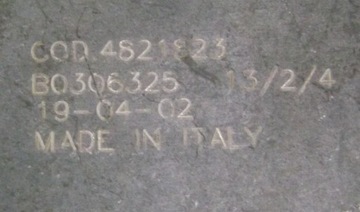 COD 4821823
B0306325 13/2/4
19-04-02
MADE IN ITALY